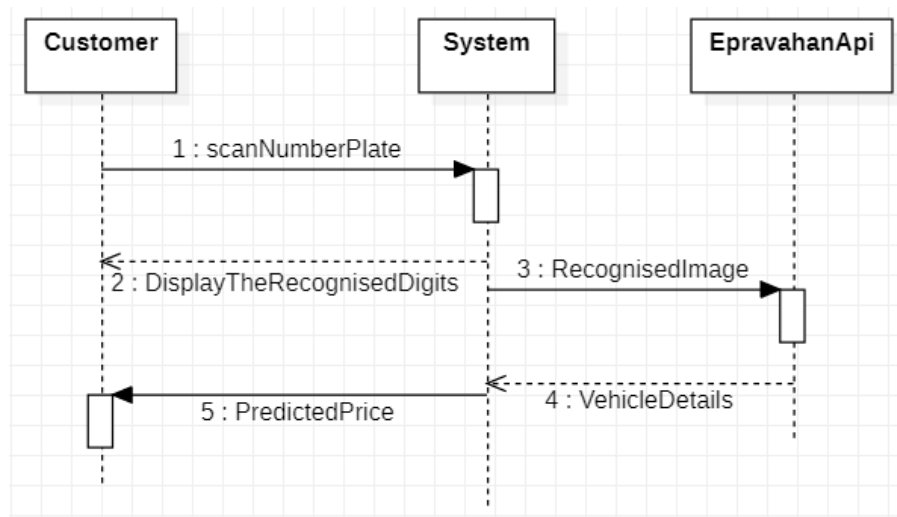 Customer
System
EpravahanApi
1 : scanNumberPlate
2 : DisplayTheRecognisedDigits
3 : RecognisedImage
4 : VehicleDetails
5 : PredictedPrice